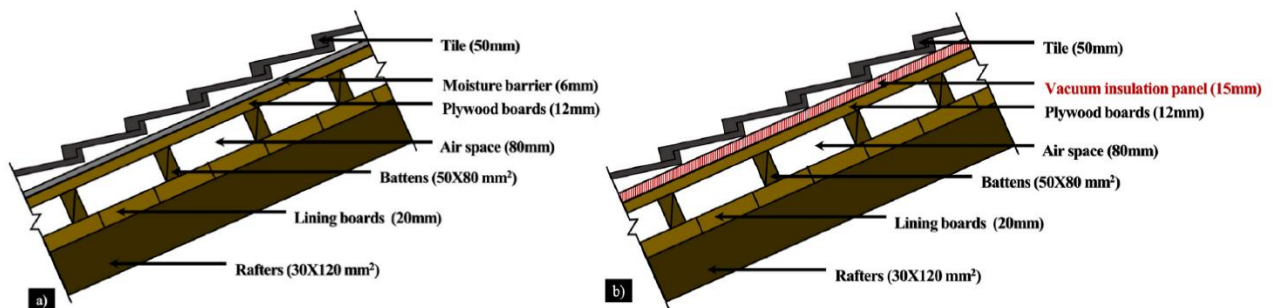 Tile (50mm)
Moisture barrier (6mm)
Plywood boards (12mm)
Air space (80mm)
Battens (50X80 mm²)
Lining boards (20mm)
Rafters (30X120 mm²)
a)
Tile (50mm)
Vacuum insulation panel (15mm)
Plywood boards (12mm)
Air space (80mm)
Battens (50X80 mm²)
Lining boards (20mm)
Rafters (30X120 mm²)
b)